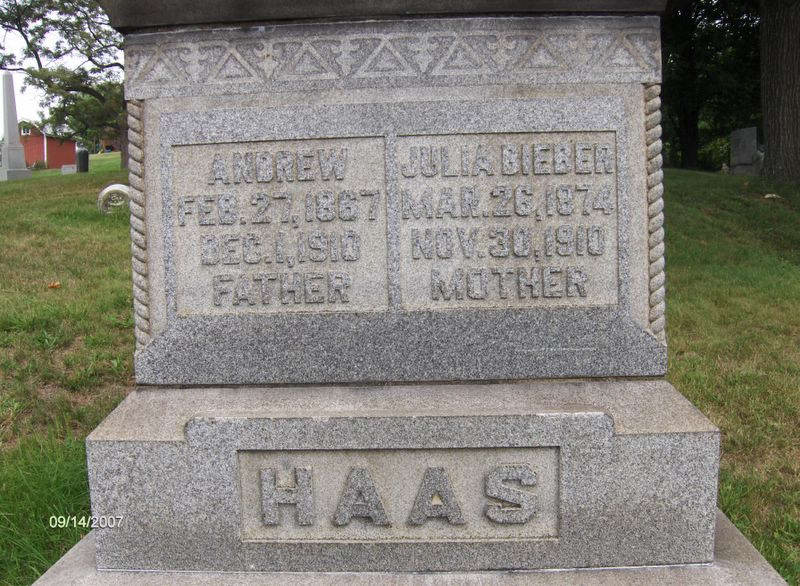 ANDREW
FEB. 27, 1867
DEC. 1, 1910
FATHER
JULIA BIEBER
MAR. 26, 1874
NOV. 30, 1910
MOTHER
HAAS
09/14/2007